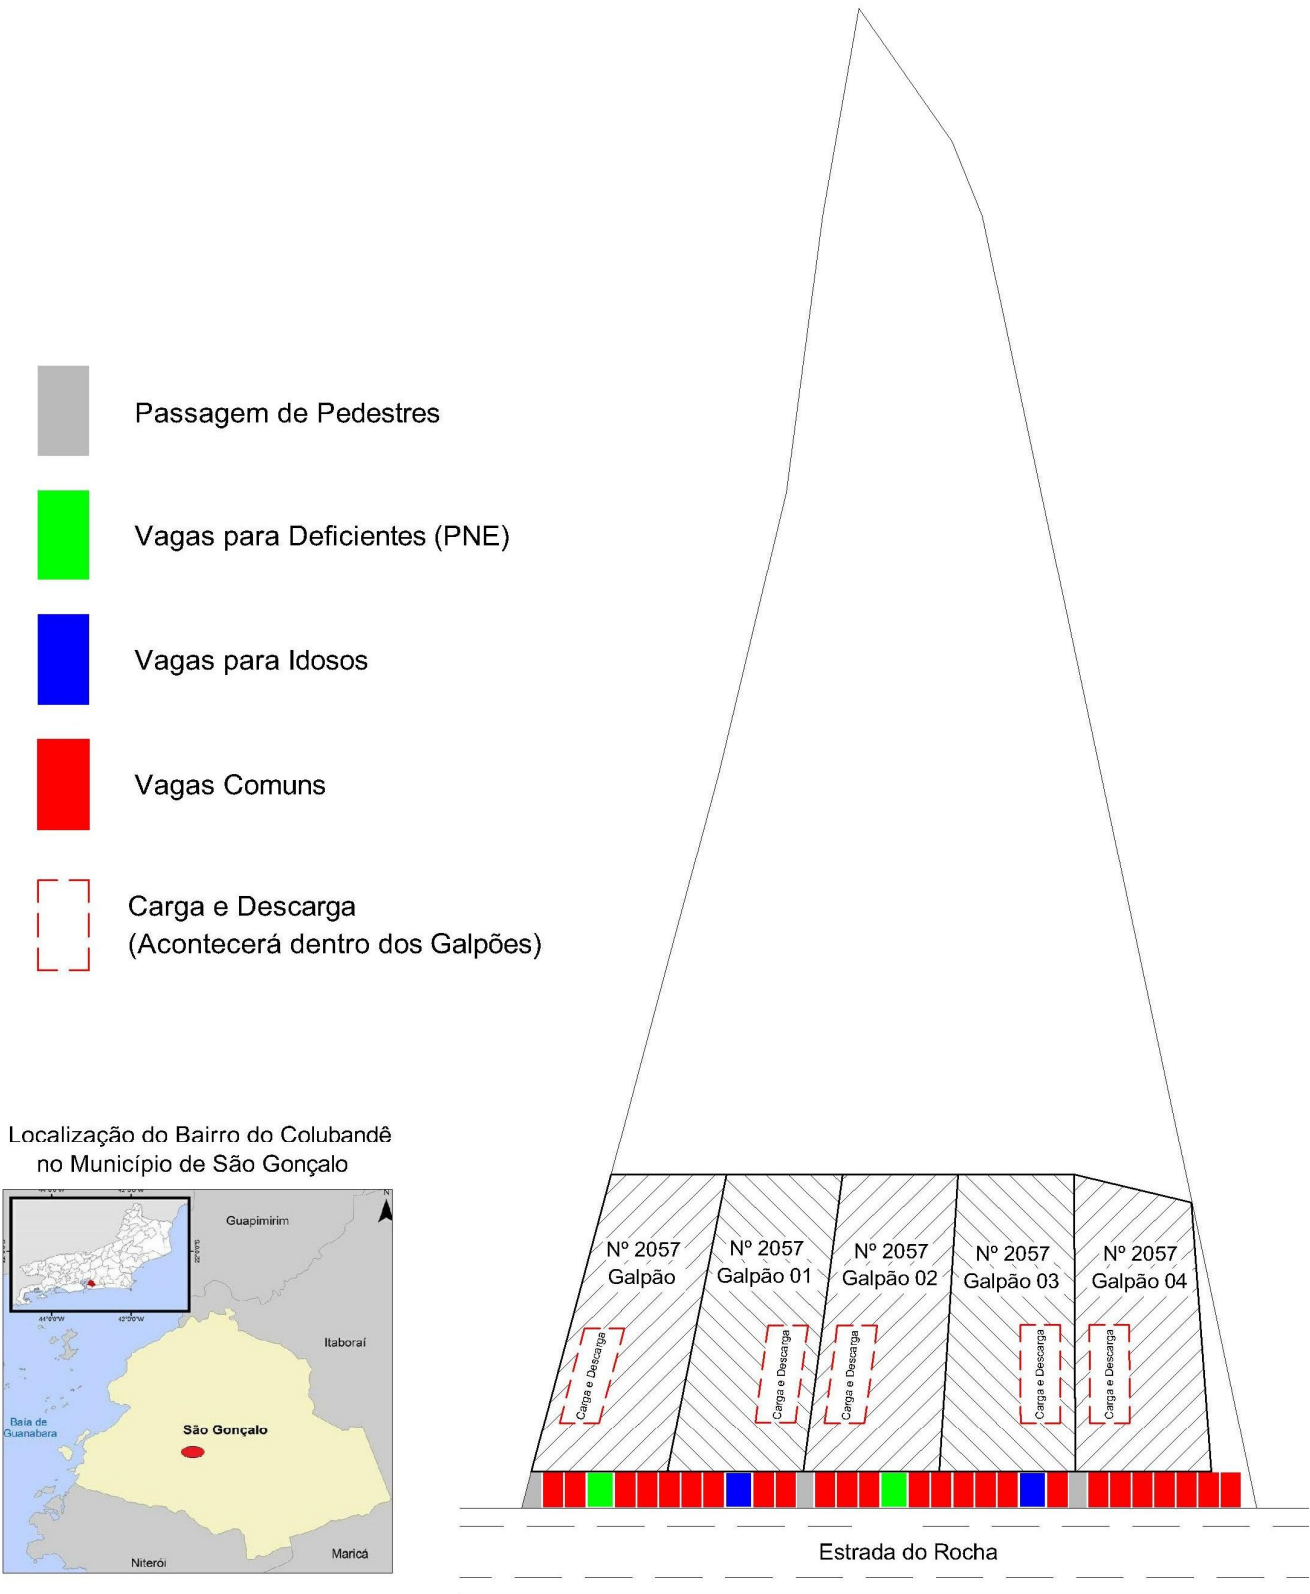 Passagem de Pedestres
Vagas para Deficientes (PNE)
Vagas para Idosos
Vagas Comuns
Carga e Descarga
(Acontecerá dentro dos Galpões)
Localização do Bairro do Colubandê
no Município de São Gonçalo
N
Guapimirim
Itaboraí
Baía de
Guanabara
São Gonçalo
Niterói
Maricá
Nº 2057
Galpão
Nº 2057
Galpão 01
Nº 2057
Galpão 02
Nº 2057
Galpão 03
Nº 2057
Galpão 04
Carga e Descarga
Carga e Descarga
Carga e Descarga
Carga e Descarga
Carga e Descarga
Estrada do Rocha